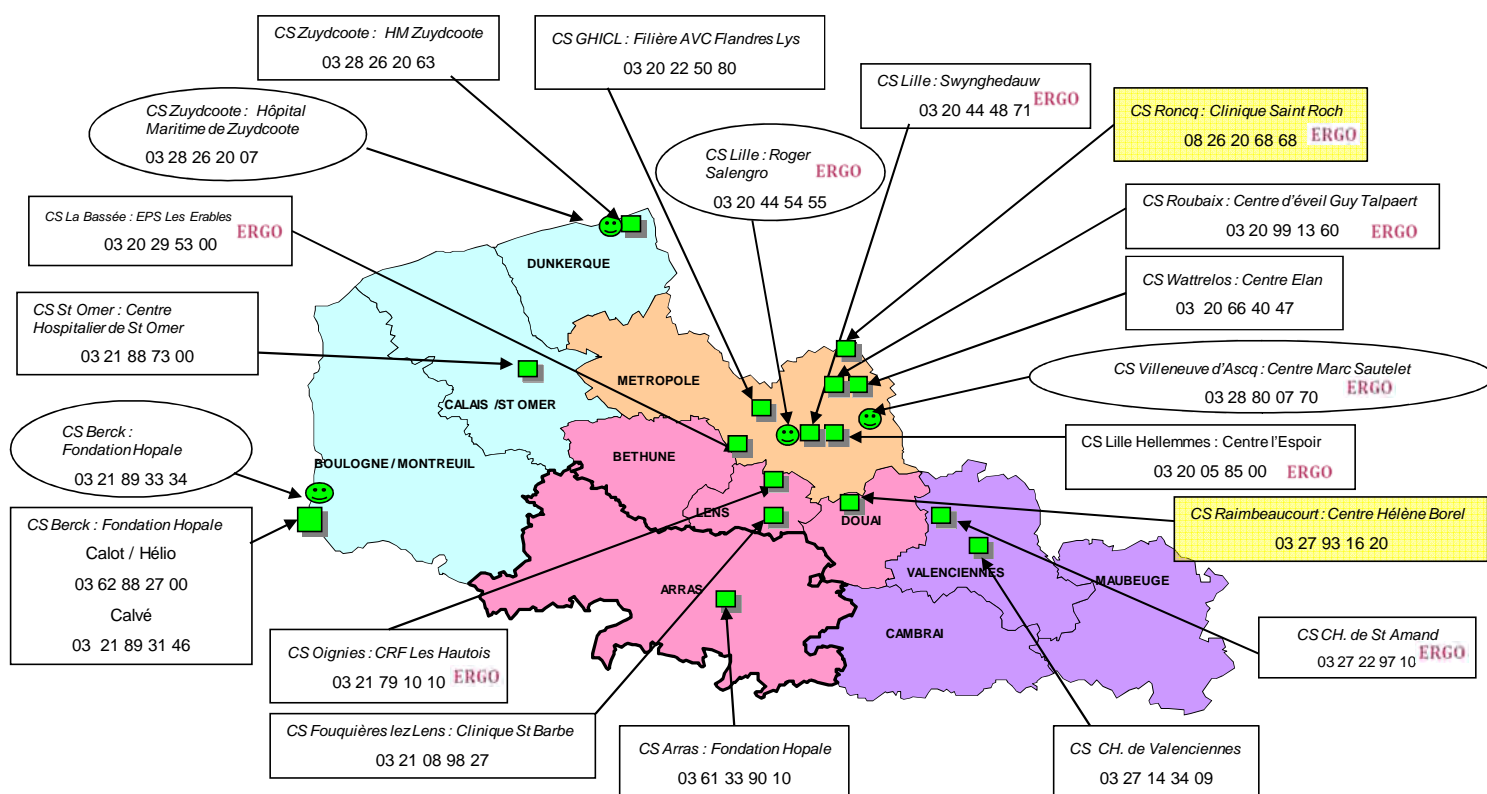 CS Zuydcoote : HM Zuydcoote
03 28 26 20 63
CS GHICL : Filière AVC Flandres Lys
03 20 22 50 80
CS Lille : Swynghedauw
03 20 44 48 71 ERGO
CS Roncq : Clinique Saint Roch
08 26 20 68 68 ERGO
CS Zuydcoote : Hôpital
Maritime de Zuydcoote
03 28 26 20 07
CS Lille : Roger
Salengro ERGO
03 20 44 54 55
CS La Bassée : EPS Les Erables
03 20 29 53 00 ERGO
CS Roubaix : Centre d'éveil Guy Talpaert
03 20 99 13 60 ERGO
CS Wattrelos : Centre Elan
03 20 66 40 47
CS St Omer : Centre
Hospitalier de St Omer
03 21 88 73 00
CS Villeneuve d'Ascq : Centre Marc Sautelet
03 28 80 07 70 ERGO
CS Berck :
Fondation Hopale
03 21 89 33 34
CS Lille Hellemmes : Centre l'Espoir
03 20 05 85 00 ERGO
CS Berck : Fondation Hopale
Calot / Hélio
03 62 88 27 00
Calvé
03 21 89 31 46
CS Raimbeaucourt : Centre Hélène Borel
03 27 93 16 20
DUNKERQUE
METROPOLE
CALAIS /ST OMER
BOULOGNE / MONTREUIL
BETHUNE
LENS
DOUAI
VALENCIENNES
MAUBEUGE
ARRAS
CAMBRAI
CS Oignies : CRF Les Hautois
03 21 79 10 10 ERGO
CS CH. de St Amand
03 27 22 97 10 ERGO
CS Fouquières lez Lens : Clinique St Barbe
03 21 08 98 27
CS Arras : Fondation Hopale
03 61 33 90 10
CS CH. de Valenciennes
03 27 14 34 09